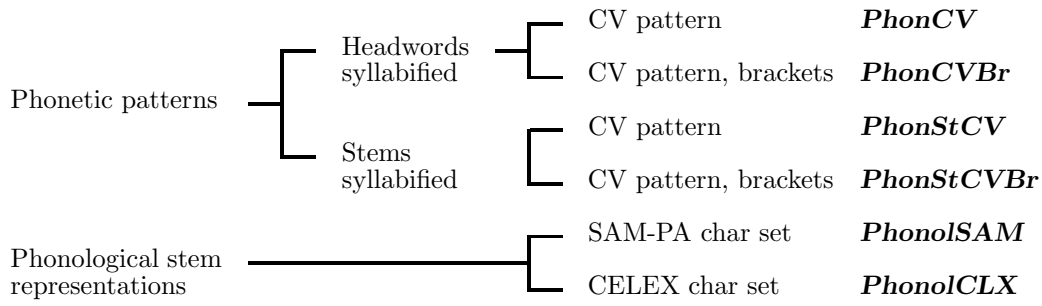 CV pattern PhonCV
Headwords
syllabified
CV pattern, brackets PhonCVBr
Phonetic patterns
CV pattern PhonStCV
Stems
syllabified
CV pattern, brackets PhonStCVBr
SAM-PA char set PhonolSAM
Phonological stem
representations
CELEX char set PhonolCLX